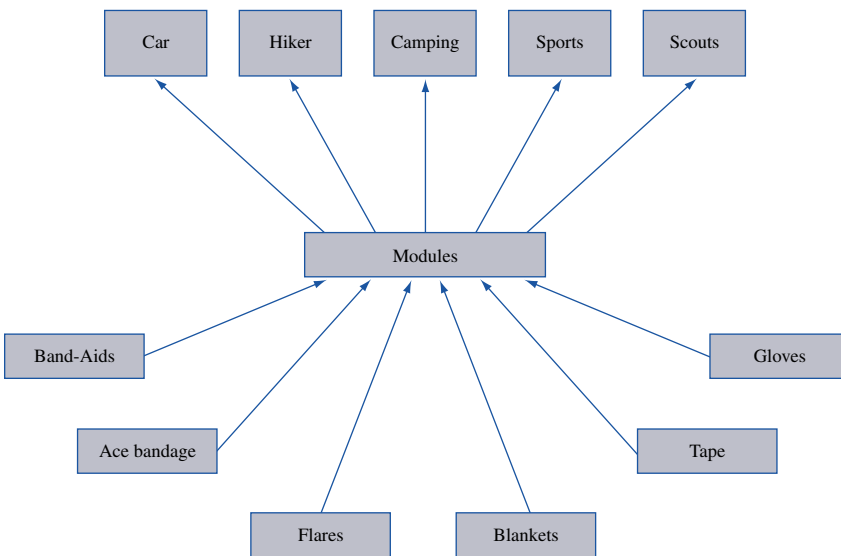 Car
Hiker
Camping
Sports
Scouts
Modules
Band-Aids
Gloves
Ace bandage
Tape
Flares
Blankets